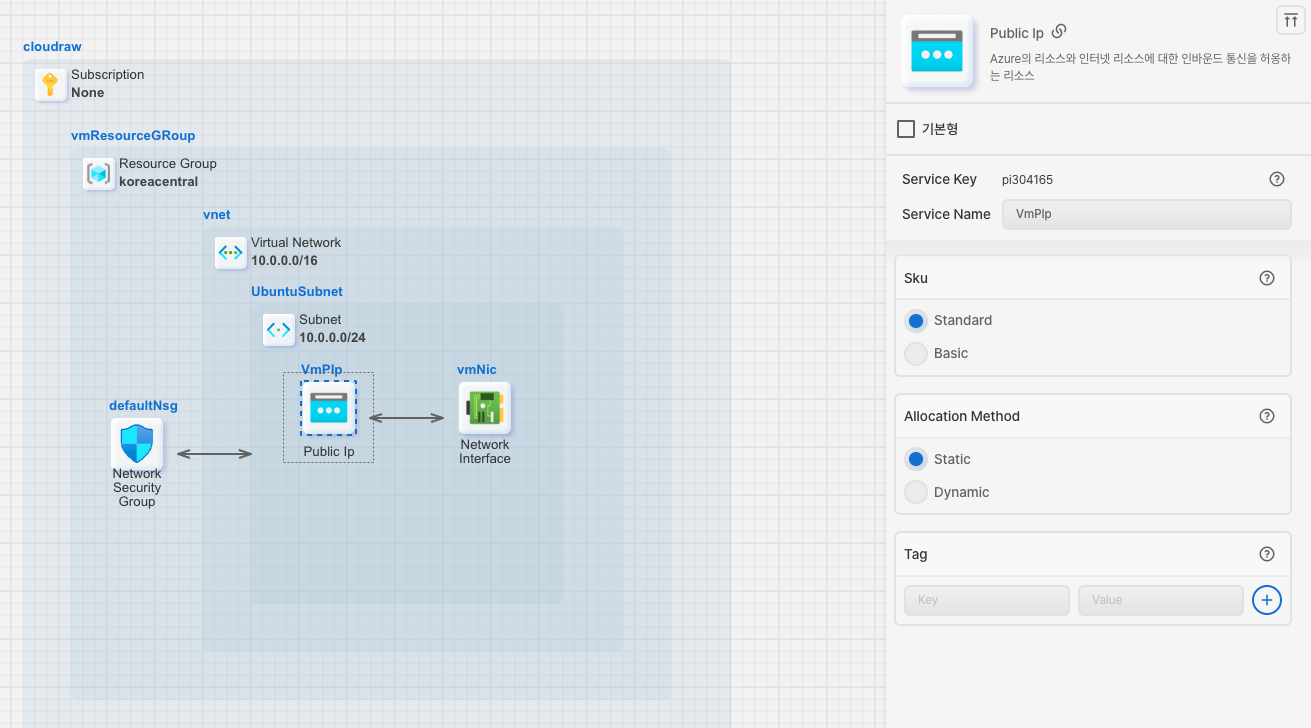 cloudraw
Subscription
None
vmResourceGRoup
Resource Group
koreacentral
vnet
Virtual Network
10.0.0.0/16
UbuntuSubnet
Subnet
10.0.0.0/24
VmPIp
Public Ip
vmNic
Network
Interface
defaultNsg
Network
Security
Group
Public Ip
Azure의 리소스와 인터넷 리소스에 대한 인바운드 통신을 허용하
는 리소스
기본형
Service Key
pi304165
Service Name
VmPIp
Sku
Standard
Basic
Allocation Method
Static
Dynamic
Tag
Key
Value